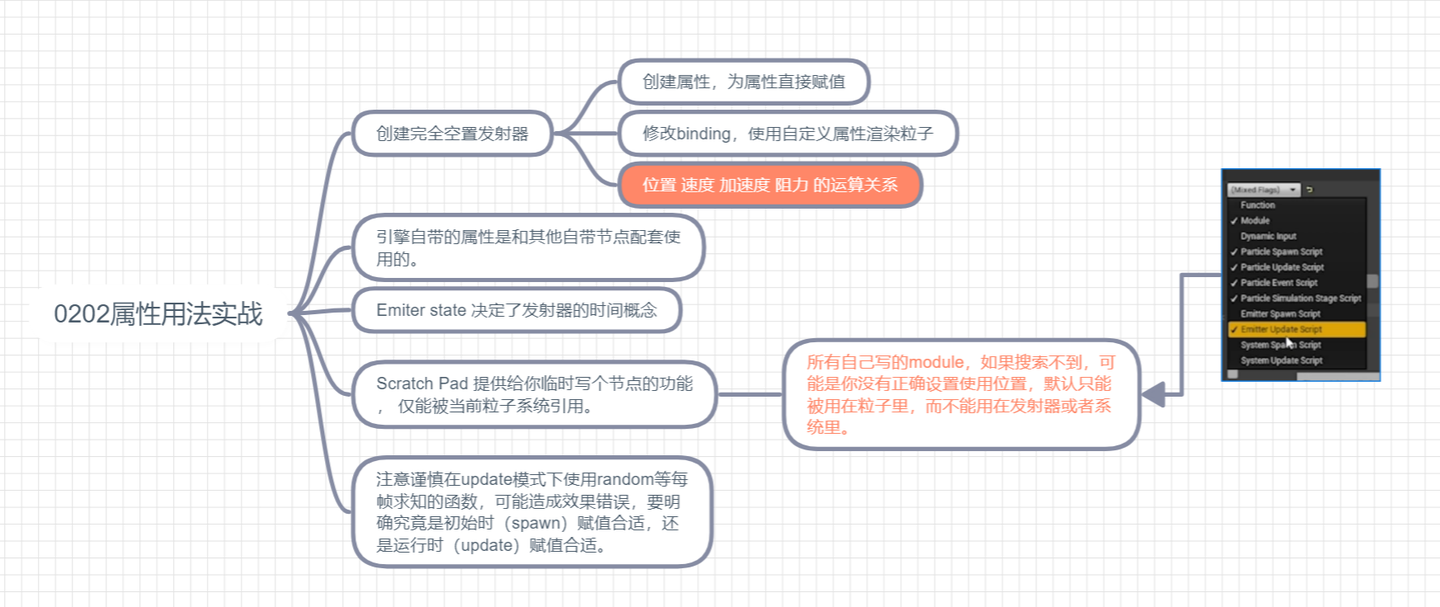 0202属性用法实战
创建完全空置发射器
创建属性，为属性直接赋值
修改binding，使用自定义属性渲染粒子
位置 速度 加速度 阻力 的运算关系
引擎自带的属性是和其他自带节点配套使
用的。
Emiter state 决定了发射器的时间概念
Scratch Pad 提供给你临时写个节点的功能
， 仅能被当前粒子系统引用。
所有自己写的module，如果搜索不到，可
能是你没有正确设置使用位置，默认只能
被用在粒子里，而不能用在发射器或者系
统里。
注意谨慎在update模式下使用random等每
帧求知的函数，可能造成效果错误，要明
确究竟是初始时（spawn）赋值合适，还
是运行时（update）赋值合适。
(Mixed Flags)
Function
✓ Module
Dynamic Input
✓ Particle Spawn Script
✓ Particle Update Script
✓ Particle Event Script
✓ Particle Simulation Stage Script
Emitter Spawn Script
✓ Emitter Update Script
System Spawn Script
System Update Script